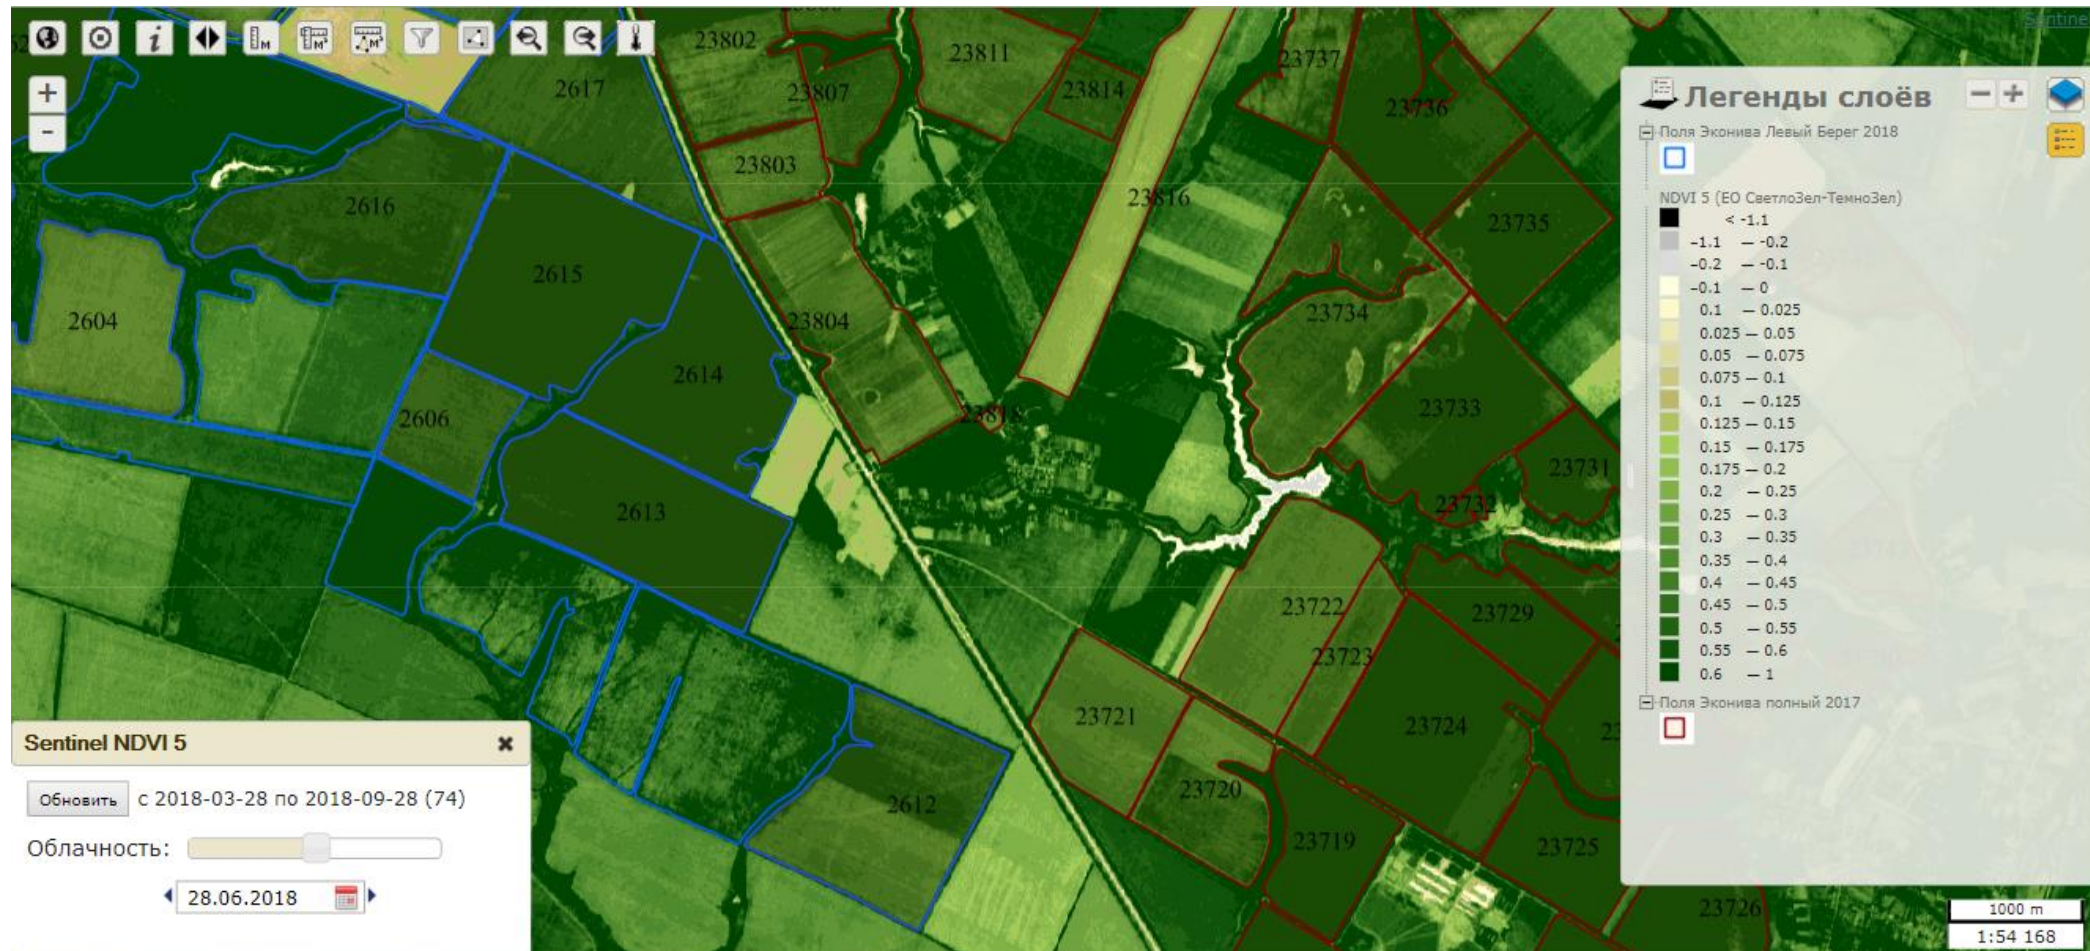 Sentine
23802
23811
23737
2617
23807
23814
23736
23803
2616
23816
23735
2615
2604
23804
23734
2614
2606
23818
23733
23731
2613
23732
23722
23729
23723
23721
23724
23720
2612
23719
23725
23726
Легенды слоёв
Поля Эконива Левый Берег 2018
NDVI 5 (EO СветлоЗел-ТемноЗел)
< -1.1
-1.1 — -0.2
-0.2 — -0.1
-0.1 — 0
0.1 — 0.025
0.025 — 0.05
0.05 — 0.075
0.075 — 0.1
0.1 — 0.125
0.125 — 0.15
0.15 — 0.175
0.175 — 0.2
0.2 — 0.25
0.25 — 0.3
0.3 — 0.35
0.35 — 0.4
0.4 — 0.45
0.45 — 0.5
0.5 — 0.55
0.55 — 0.6
0.6 — 1
Поля Эконива полный 2017
Sentinel NDVI 5
Обновить с 2018-03-28 по 2018-09-28 (74)
Облачность:
28.06.2018
1000 m
1:54 168